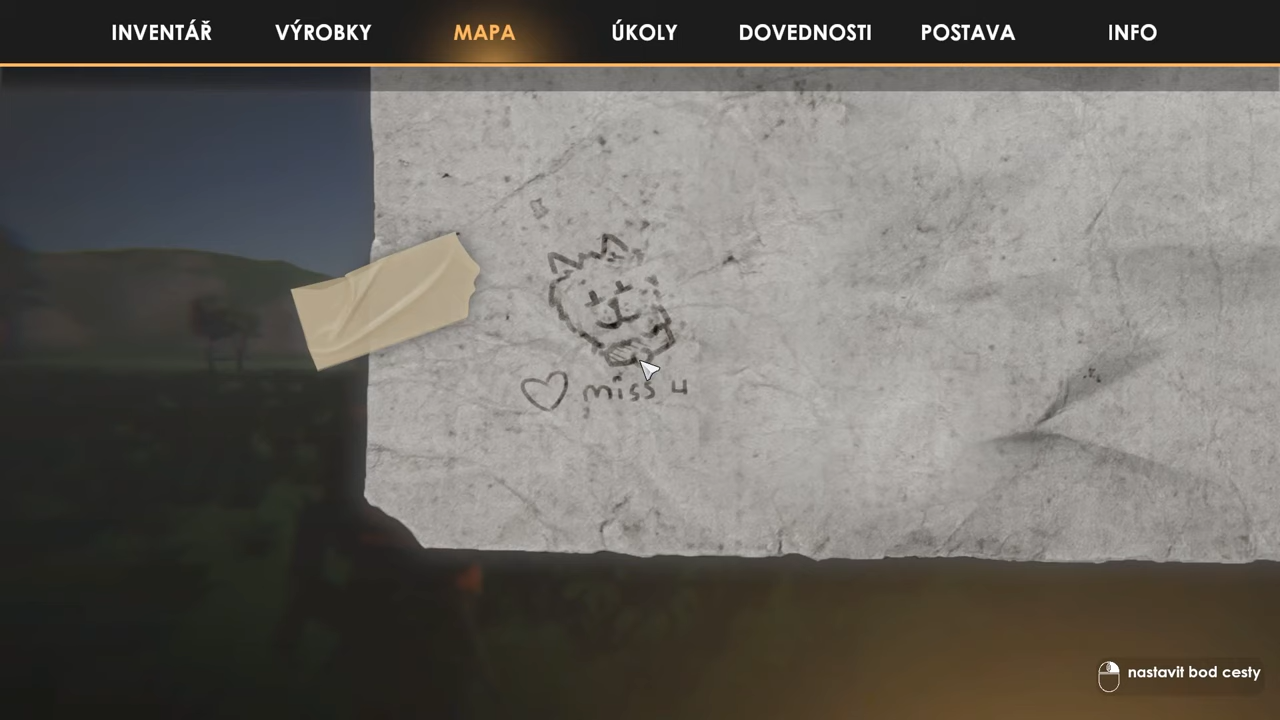 INVENTÁŘ VÝROBKY MAPA ÚKOLY DOVEDNOSTI POSTAVA INFO
miss u
nastavit bod cesty